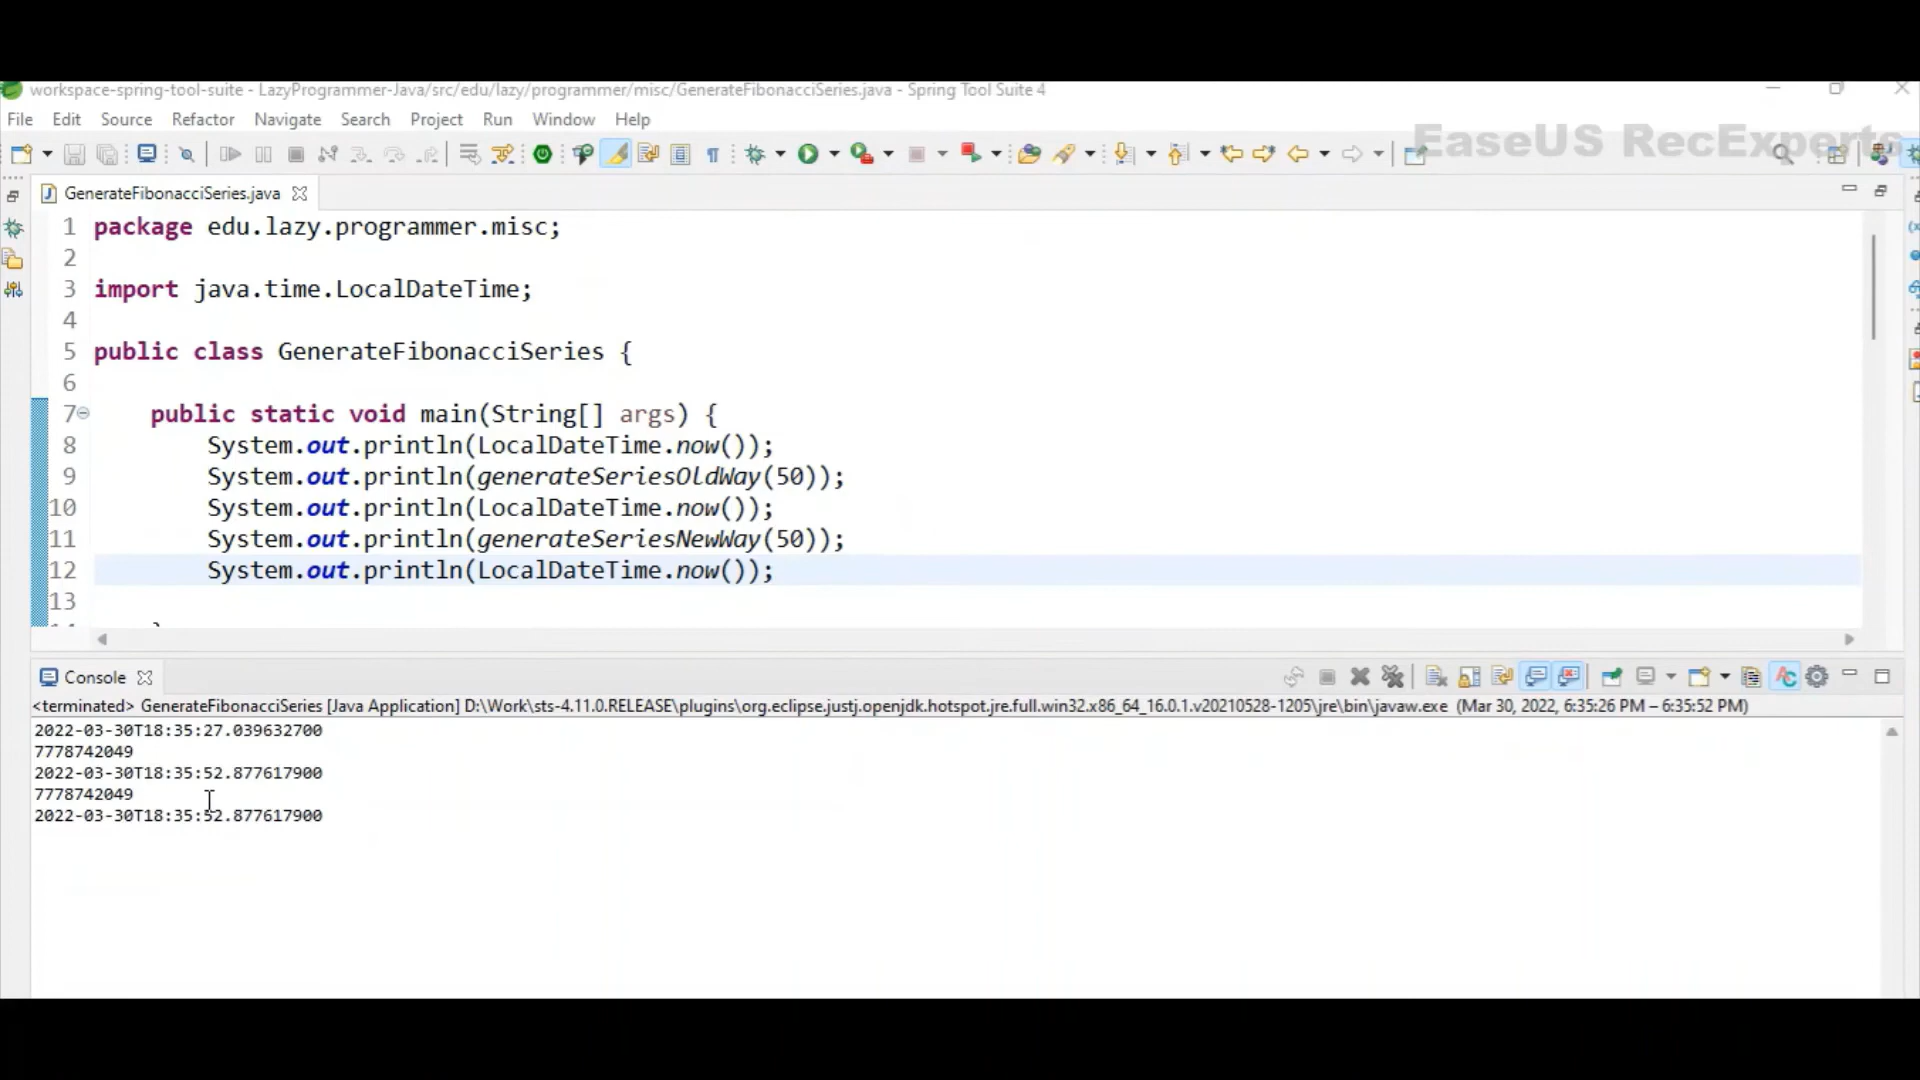 workspace-spring-tool-suite - LazyProgrammer-Java/src/edu/lazy/programmer/misc/GenerateFibonacciSeries.java - Spring Tool Suite 4
File Edit Source Refactor Navigate Search Project Run Window Help
EaseUS RecExperts
GenerateFibonacciSeries.java
1 package edu.lazy.programmer.misc;
2
3 import java.time.LocalDateTime;
4
5 public class GenerateFibonacciSeries {
6
7 public static void main(String[] args) {
8 System.out.println(LocalDateTime.now());
9 System.out.println(generateSeriesOldWay(50));
10 System.out.println(LocalDateTime.now());
11 System.out.println(generateSeriesNewWay(50));
12 System.out.println(LocalDateTime.now());
13
Console
<terminated> GenerateFibonacciSeries [Java Application] D:\Work\sts-4.11.0.RELEASE\plugins\org.eclipse.justj.openjdk.hotspot.jre.full.win32.x86_64_16.0.1.v20210528-1205\jre\bin\javaw.exe (Mar 30, 2022, 6:35:26 PM – 6:35:52 PM)
2022-03-30T18:35:27.039632700
7778742049
2022-03-30T18:35:52.877617900
7778742049
2022-03-30T18:35:52.877617900